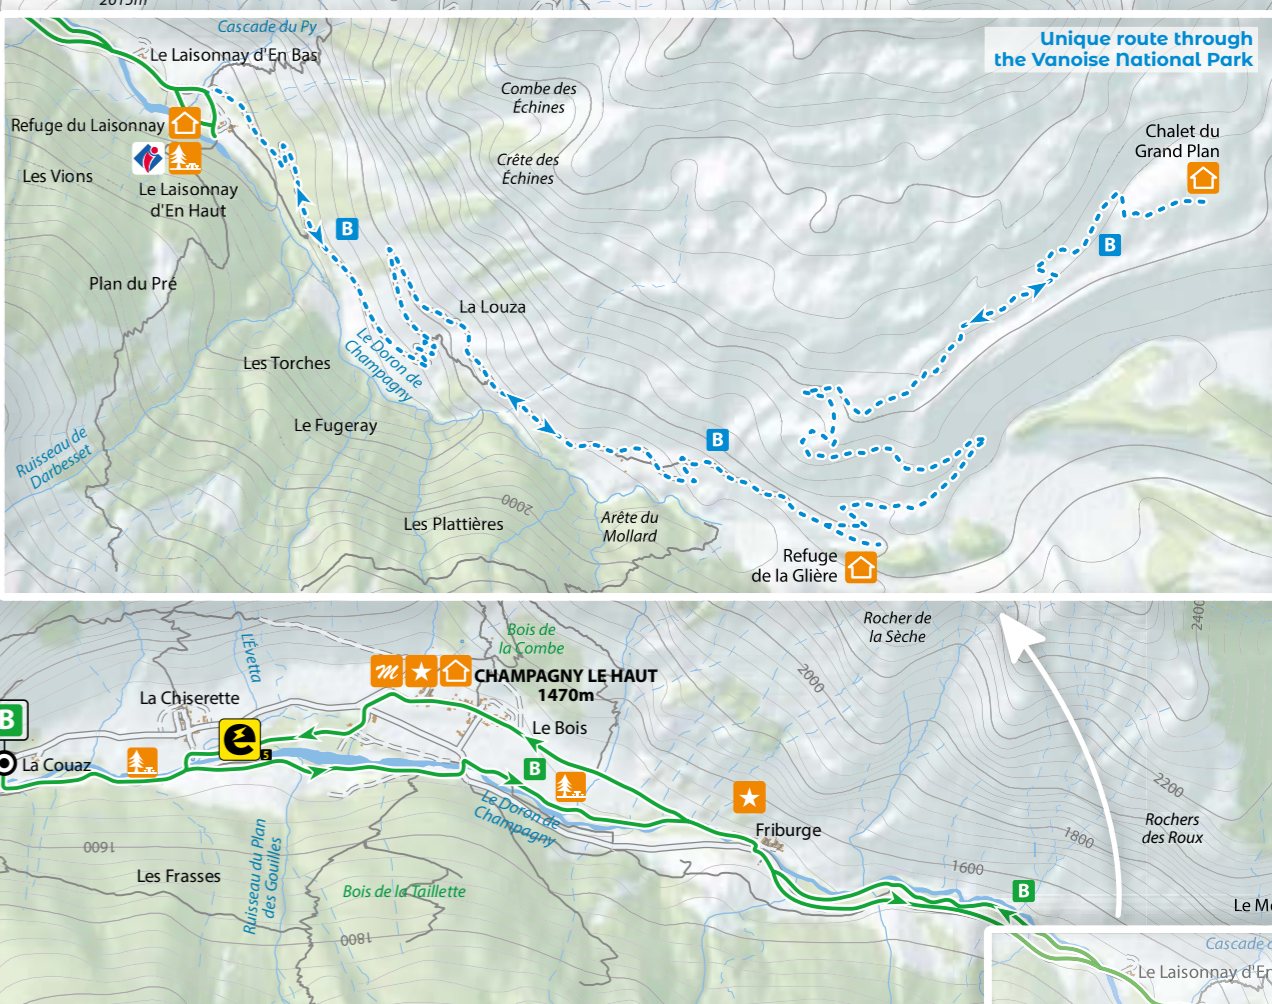 2015m
Cascade du Py
Le Laisonnay d'En Bas
Unique route through
the Vanoise National Park
Combe des
Échines
Refuge du Laisonnay
Chalet du
Grand Plan
Crête des
Échines
Les Vions
Le Laisonnay
d'En Haut
B
B
Plan du Pré
La Louza
Le Doron de
Champagny
Les Torches
Le Fugeray
B
Ruisseau de
Darbesset
2000
Les Plattières
Arête du
Mollard
Refuge
de la Glière
L'Évetta
Bois de
la Combe
Rocher de
la Sèche
2400
m
CHAMPAGNY LE HAUT
1470m
2000
La Chiserette
B
Le Bois
e
5
La Couaz
B
Le Doron de
Champagny
2200
Friburge
1800
Rochers
des Roux
1600
Les Frasses
Ruisseau du Plan
des Gouilles
Bois de la Taillette
1600
B
1800
Cascade
Le Laisonnay d'En